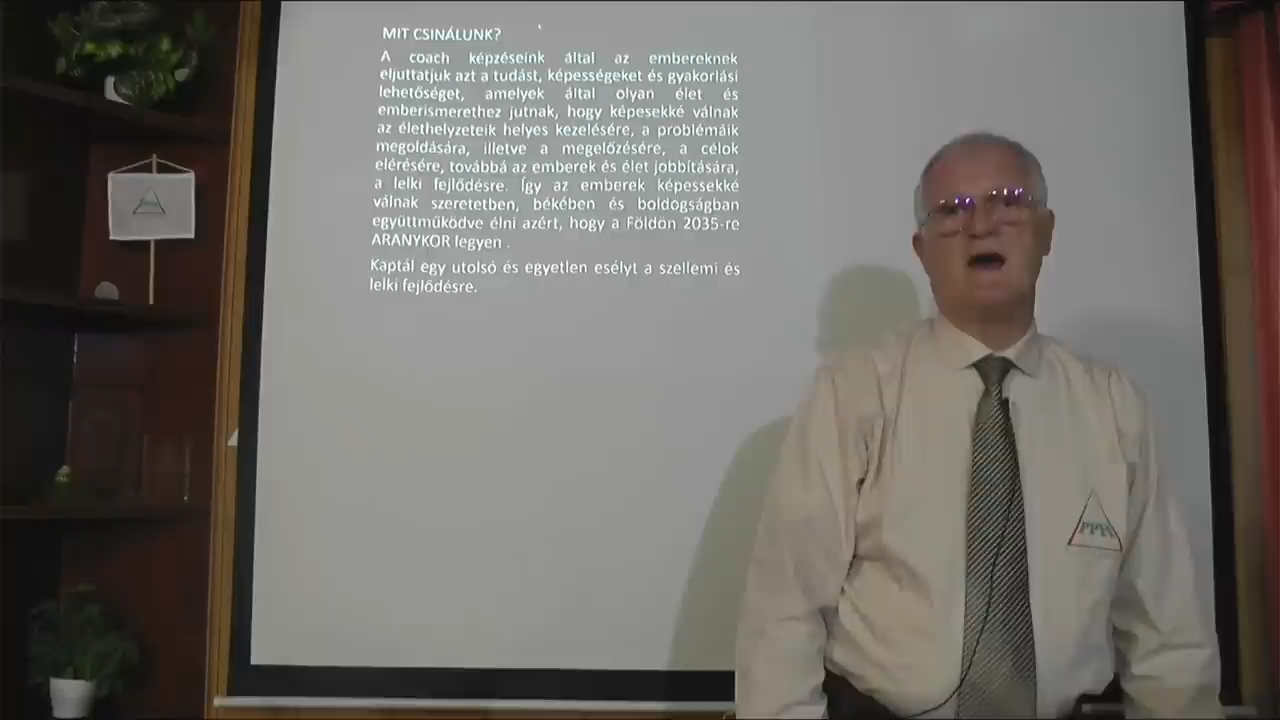 MIT CSINÁLUNK?
A coach képzéseink által az embereknek
eljuttatjuk azt a tudást, képességeket és gyakorlási
lehetőséget, amelyek által olyan élet és
emberismerethez jutnak, hogy képesekké válnak
az élethelyzeteik helyes kezelésére, a problémáik
megoldására, illetve a megelőzésére, a célok
elérésére, továbbá az emberek és élet jobbítására,
a lelki fejlődésre. Így az emberek képessekké
válnak szeretetben, békében és boldogságban
együttműködve élni azért, hogy a Földön 2035-re
ARANYKOR legyen .
Kaptál egy utolsó és egyetlen esélyt a szellemi és
lelki fejlődésre.